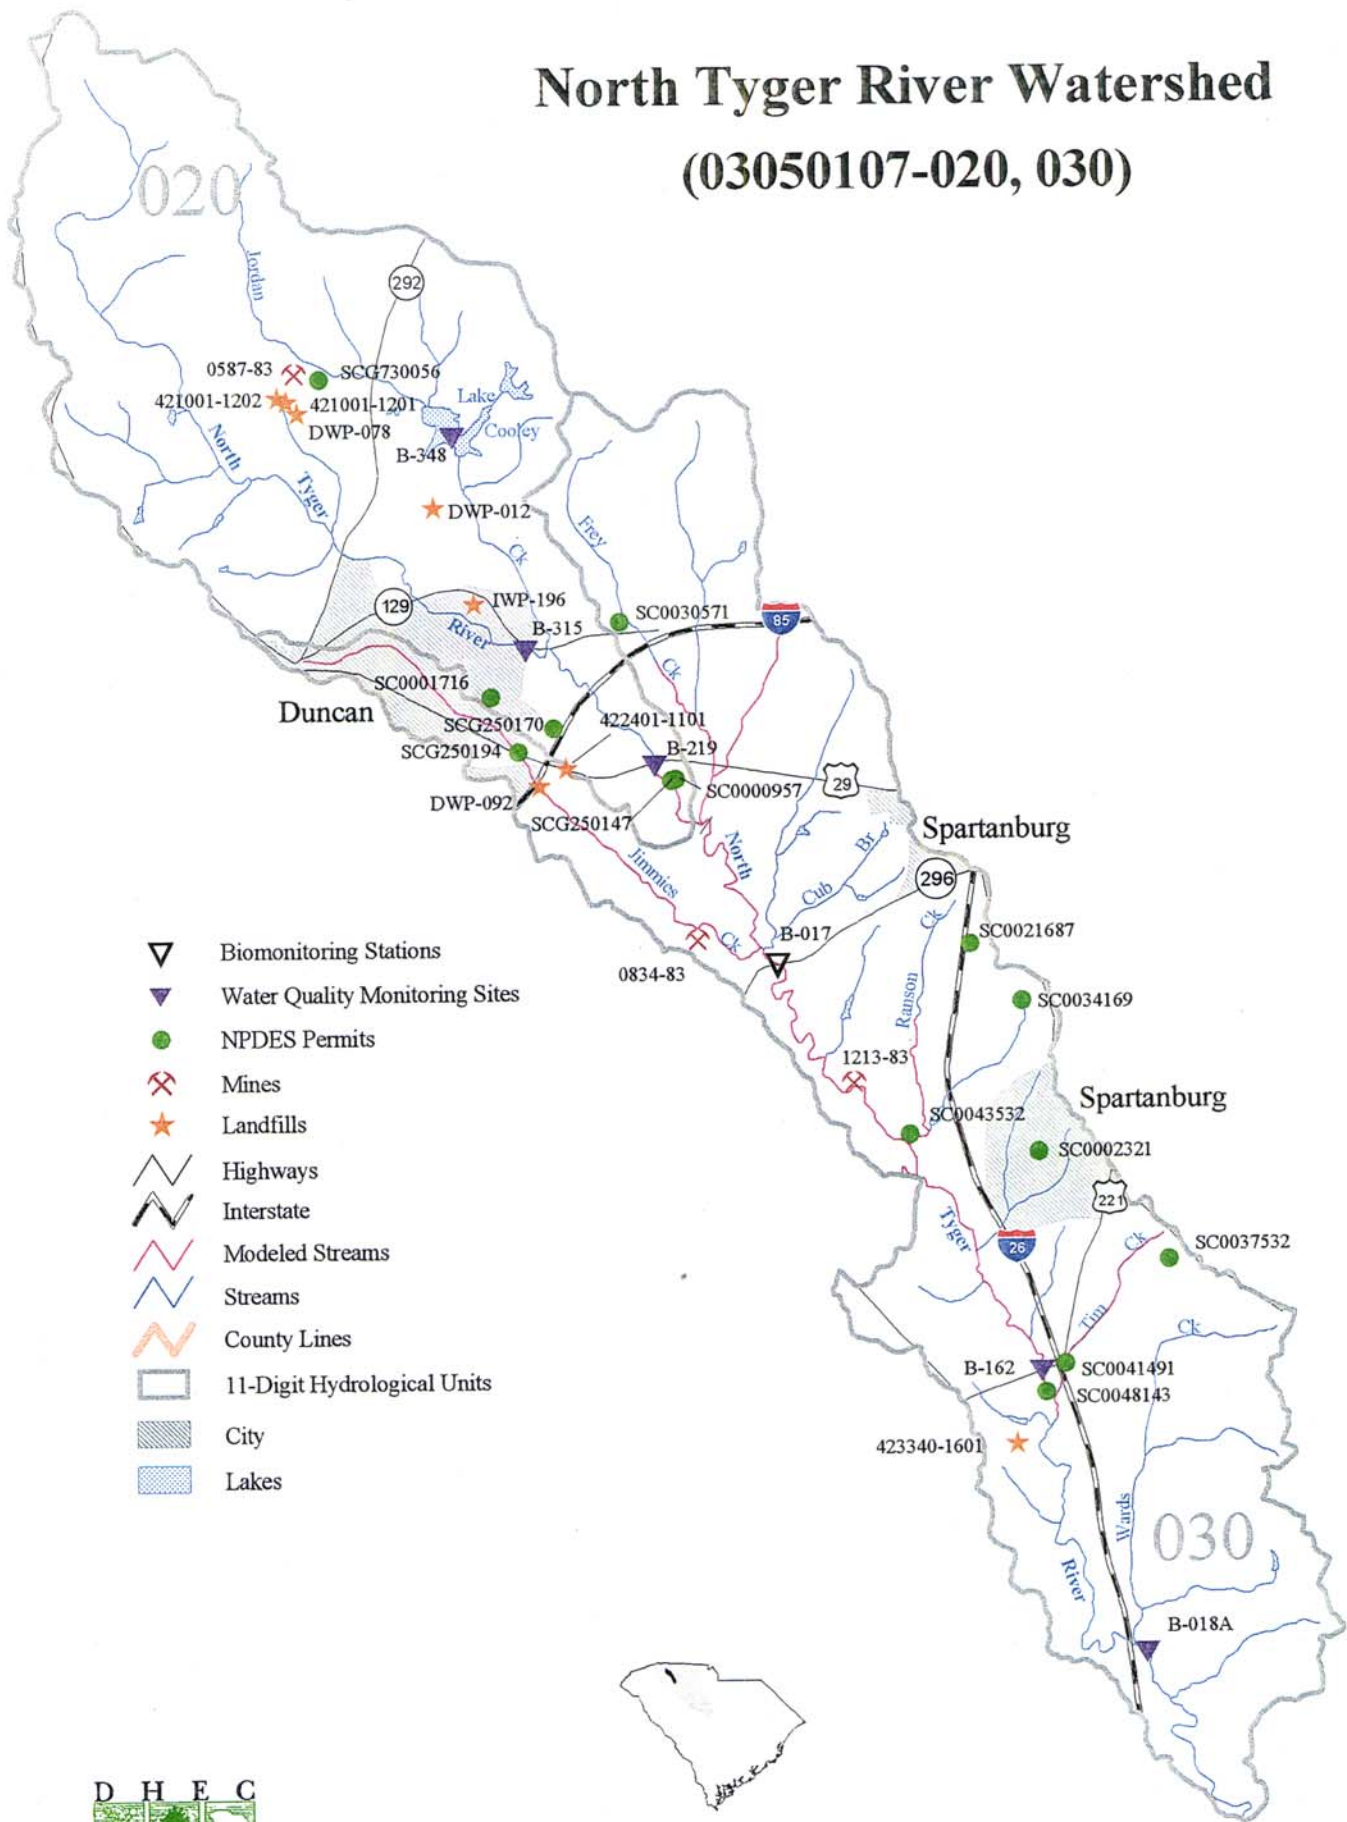 North Tyger River Watershed
(03050107-020, 030)
020
Jordan
292
0587-83
SCG730056
421001-1202
421001-1201
DWP-078
Lake
Cooley
B-348
North
Tyger
DWP-012
Frey
Ck
129
IWP-196
River
B-315
SC0030571
85
Ck
SC0001716
Duncan
SCG250170
422401-1101
SCG250194
B-219
29
DWP-092
SC0000957
SCG250147
North
Spartanburg
Jimmies
Br
Cub
296
Ck
Ck
B-017
SC0021687
0834-83
Ranson
SC0034169
1213-83
Spartanburg
SC0043532
SC0002321
221
Tyger
26
Ck
SC0037532
Tim
Ck
B-162
SC0041491
SC0048143
423340-1601
Wards
030
River
B-018A
Biomonitoring Stations
Water Quality Monitoring Sites
NPDES Permits
Mines
Landfills
Highways
Interstate
Modeled Streams
Streams
County Lines
11-Digit Hydrological Units
City
Lakes
D H E C